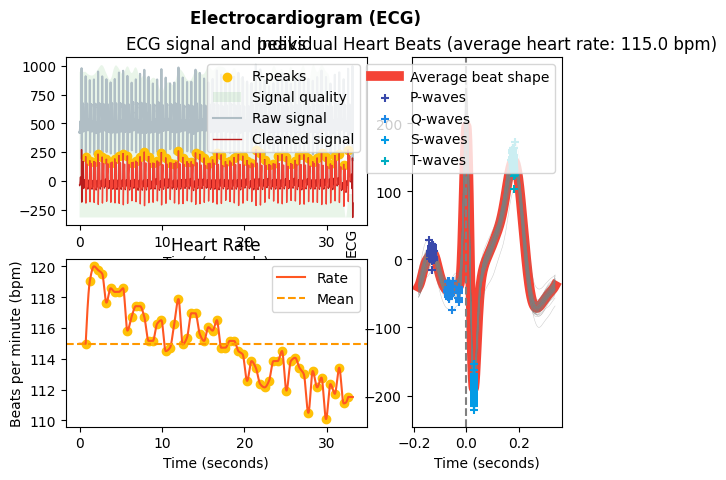 Electrocardiogram (ECG)
ECG signal and peaks
Individual Heart Beats (average heart rate: 115.0 bpm)
1000
750
500
250
0
−250
R-peaks
Signal quality
Raw signal
Cleaned signal
0
10
20
30
Time (seconds)
Heart Rate
120
118
116
114
112
110
Beats per minute (bpm)
Rate
Mean
0
10
20
30
Time (seconds)
ECG
200
100
0
−100
−200
Average beat shape
P-waves
Q-waves
S-waves
T-waves
−0.2
0.0
0.2
Time (seconds)